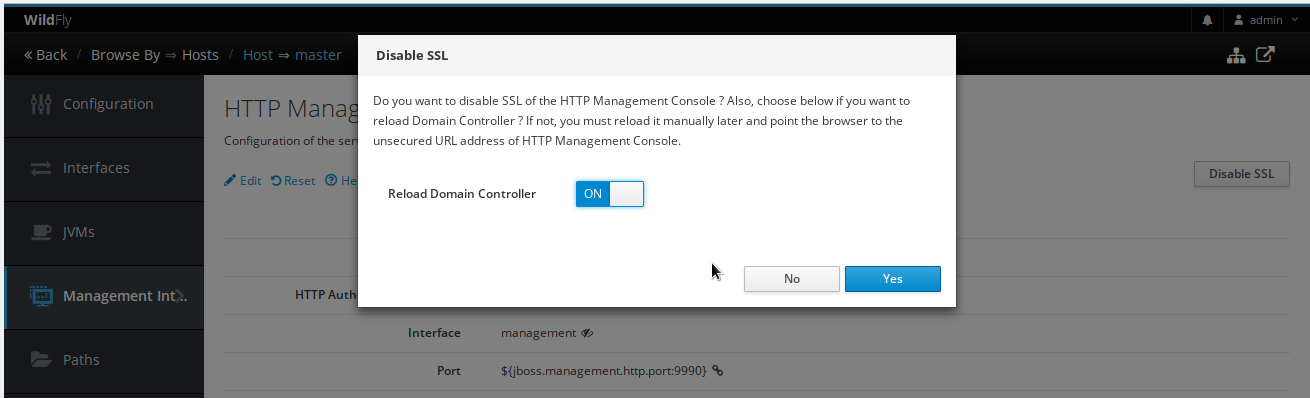 WildFly
admin
« Back / Browse By ⇒ Hosts / Host ⇒ master
Disable SSL
Do you want to disable SSL of the HTTP Management Console ? Also, choose below if you want to
reload Domain Controller ? If not, you must reload it manually later and point the browser to the
unsecured URL address of HTTP Management Console.
Reload Domain Controller ON
No Yes
Configuration
Interfaces
JVMs
Management Int...
Paths
HTTP Manag
Configuration of the ser
Edit Reset He
Disable SSL
HTTP Auth
Interface management
Port ${jboss.management.http.port:9990}